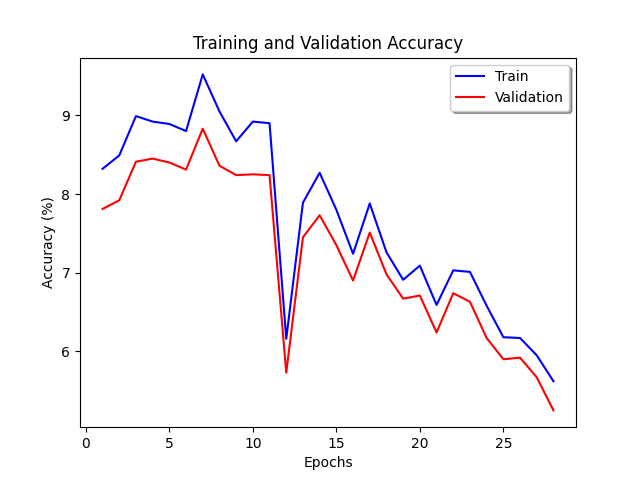 Training and Validation Accuracy
Train
Validation
9
8
7
6
Accuracy (%)
0 5 10 15 20 25
Epochs